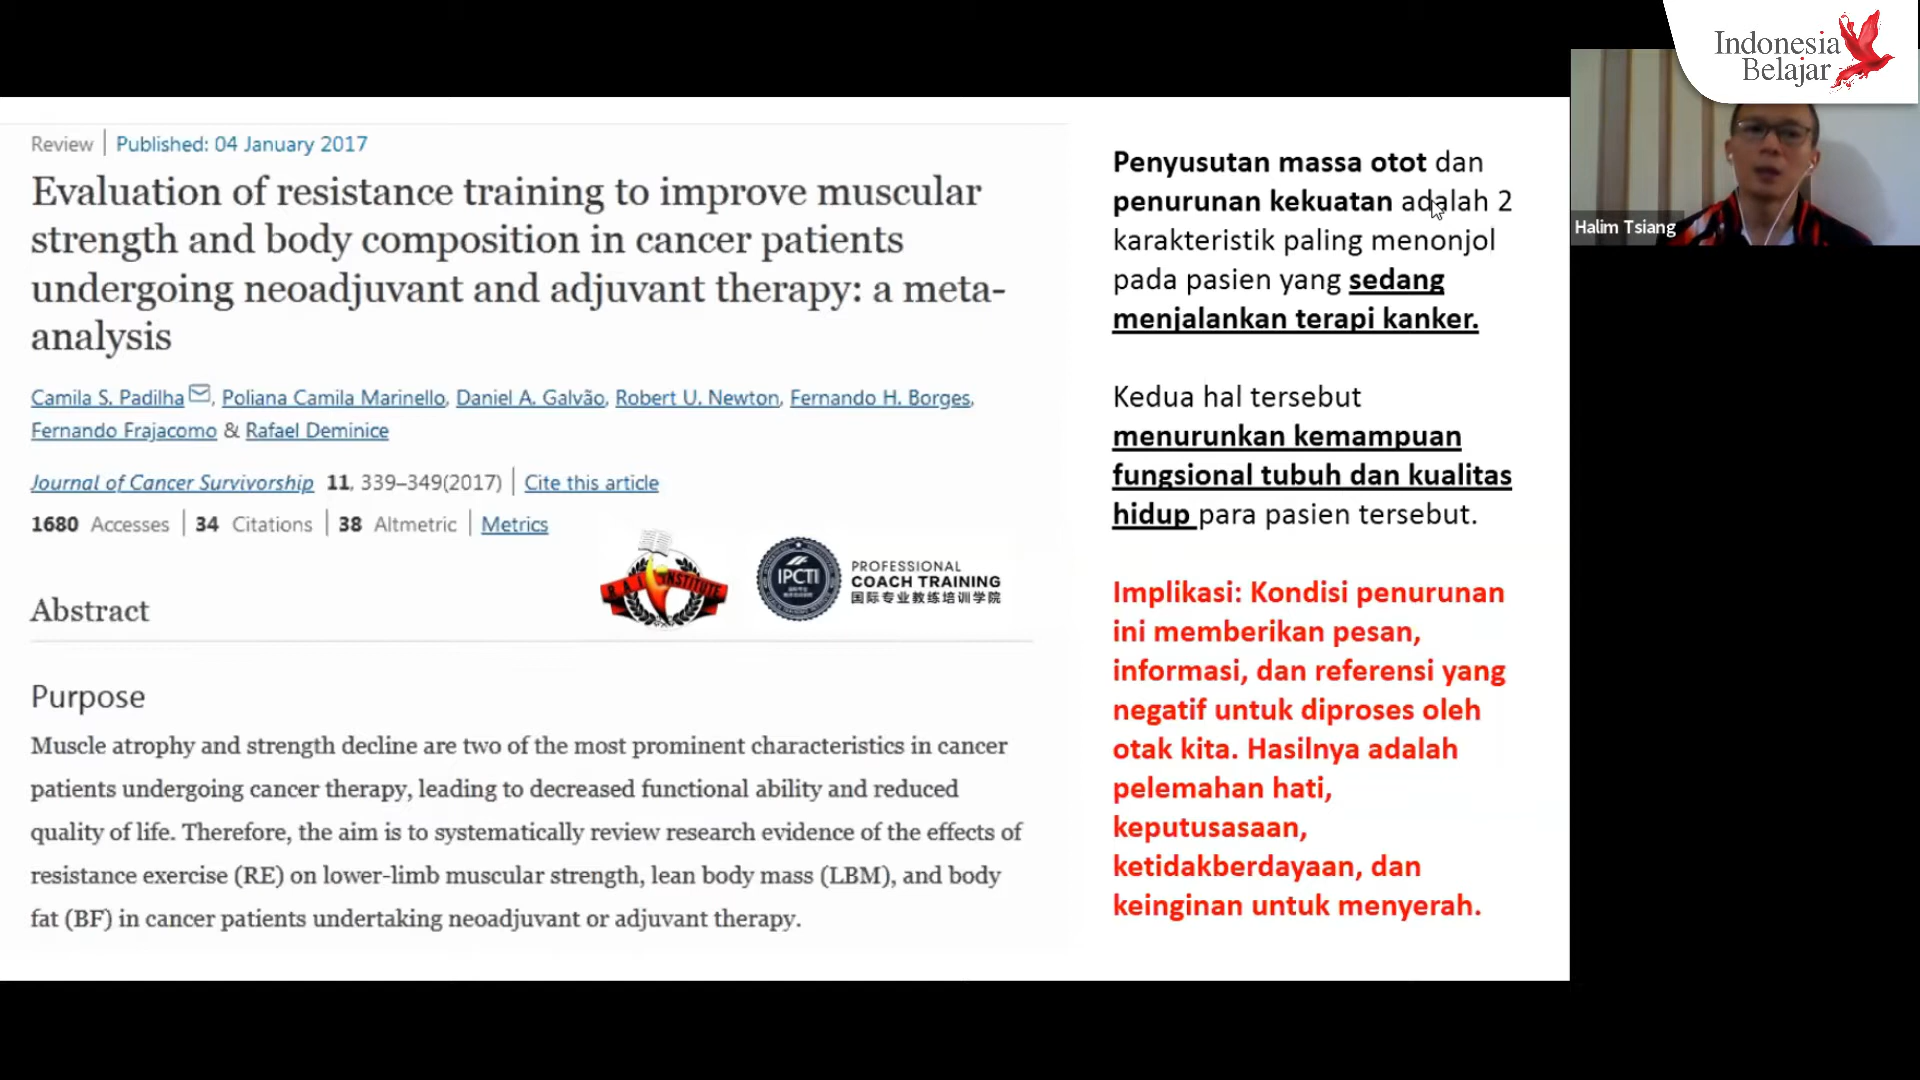 Indonesia
Belajar
Halim Tsiang
Review | Published: 04 January 2017
Evaluation of resistance training to improve muscular
strength and body composition in cancer patients
undergoing neoadjuvant and adjuvant therapy: a meta-
analysis
Camila S. Padilha, Poliana Camila Marinello, Daniel A. Galvão, Robert U. Newton, Fernando H. Borges,
Fernando Frajacomo & Rafael Deminice
Journal of Cancer Survivorship 11, 339–349(2017) | Cite this article
1680 Accesses | 34 Citations | 38 Altmetric | Metrics
RAI INSTITUTE
IPCTI
PROFESSIONAL
COACH TRAINING
国际专业教练培训学院
Abstract
Purpose
Muscle atrophy and strength decline are two of the most prominent characteristics in cancer
patients undergoing cancer therapy, leading to decreased functional ability and reduced
quality of life. Therefore, the aim is to systematically review research evidence of the effects of
resistance exercise (RE) on lower-limb muscular strength, lean body mass (LBM), and body
fat (BF) in cancer patients undertaking neoadjuvant or adjuvant therapy.
Penyusutan massa otot dan
penurunan kekuatan adalah 2
karakteristik paling menonjol
pada pasien yang sedang
menjalankan terapi kanker.
Kedua hal tersebut
menurunkan kemampuan
fungsional tubuh dan kualitas
hidup para pasien tersebut.
Implikasi: Kondisi penurunan
ini memberikan pesan,
informasi, dan referensi yang
negatif untuk diproses oleh
otak kita. Hasilnya adalah
pelemahan hati,
keputusasaan,
ketidakberdayaan, dan
keinginan untuk menyerah.